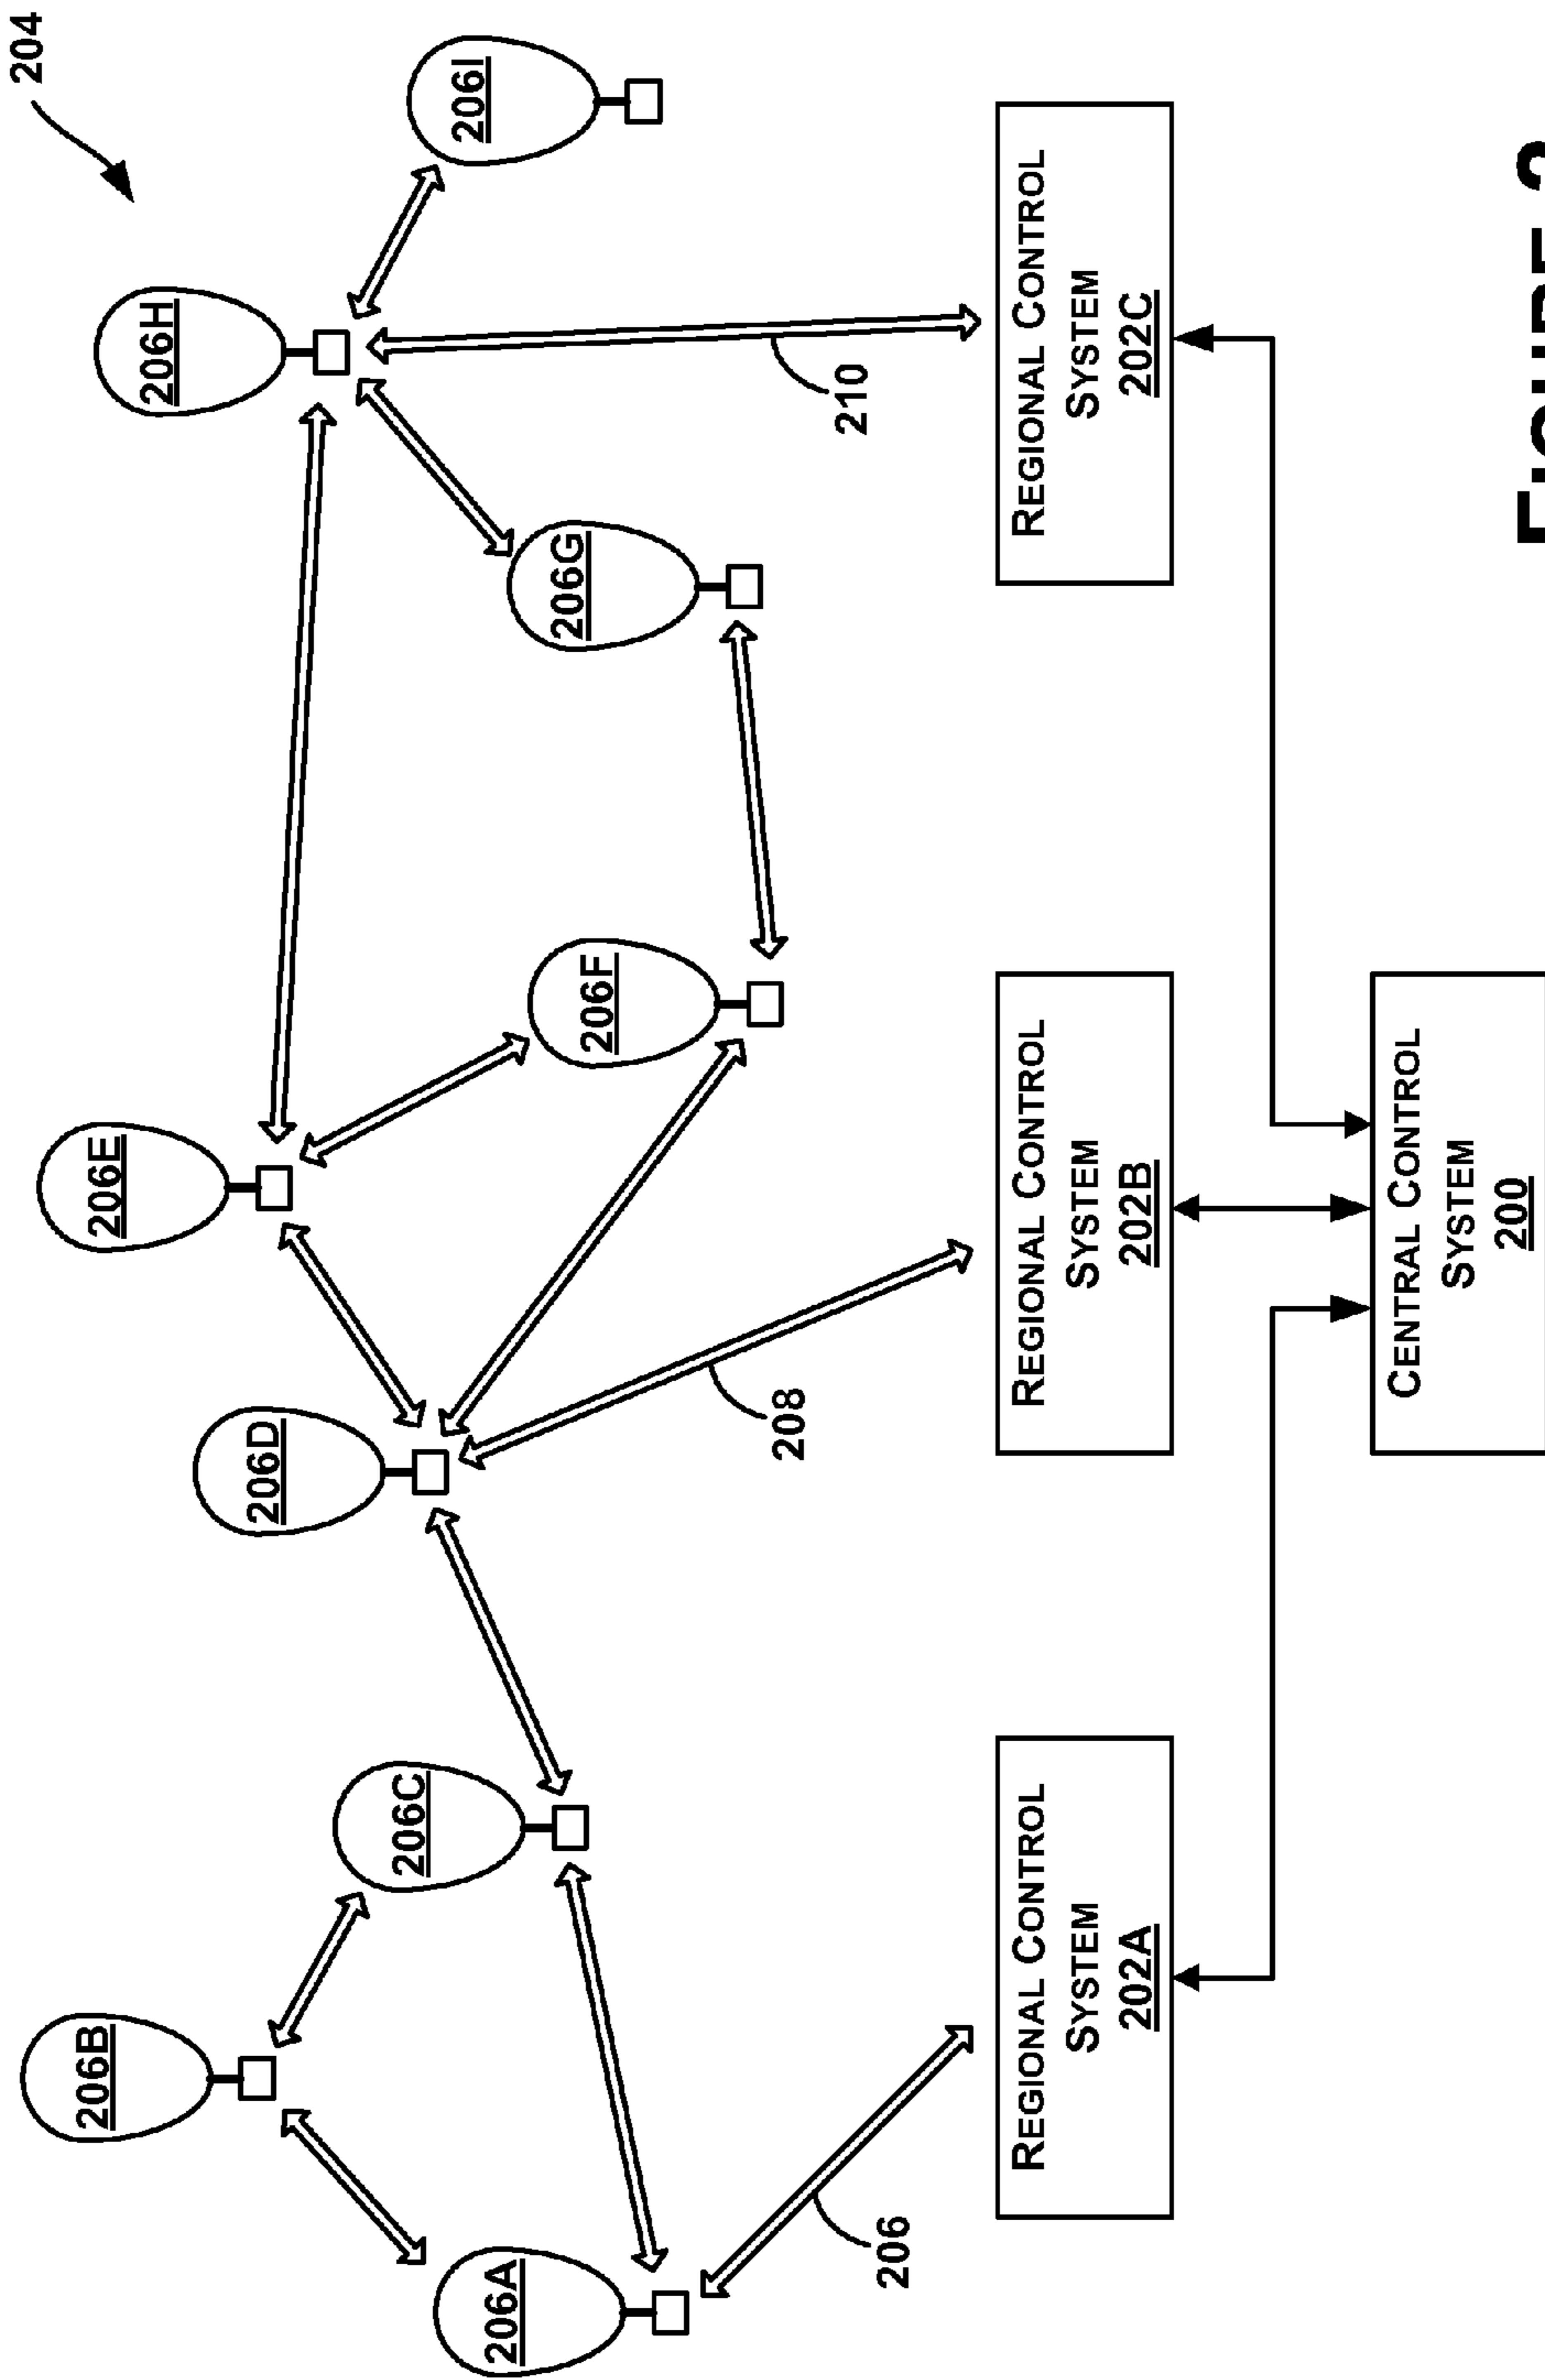 204
206B
206E
206H
206D
206C
206I
206A
206G
206F
208
210
206
REGIONAL CONTROL
SYSTEM
202A
REGIONAL CONTROL
SYSTEM
202B
REGIONAL CONTROL
SYSTEM
202C
CENTRAL CONTROL
SYSTEM
200
FIGURE